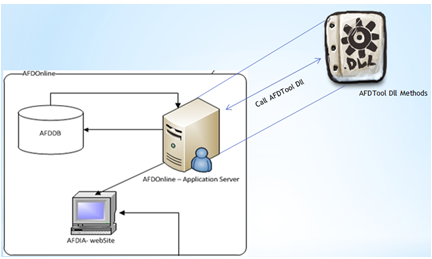 AFDOnline
.DLL
Call AFDTool Dll
AFDTool Dll Methods
AFDDB
AFDOnline – Application Server
AFDIA- webSite